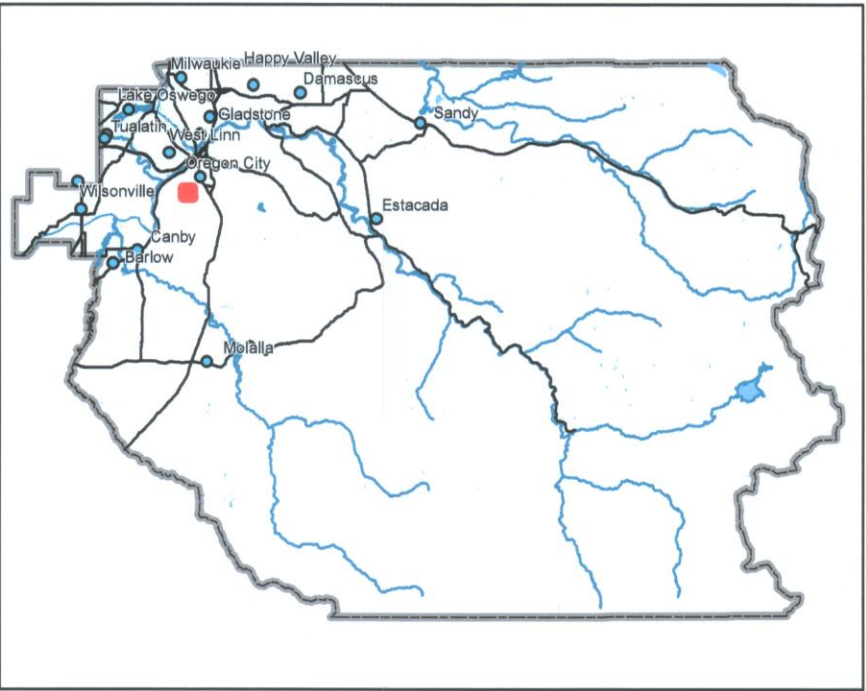 Milwaukie
Happy Valley
Damascus
Lake Oswego
Gladstone
Sandy
Tualatin
West Linn
Oregon City
Wilsonville
Estacada
Canby
Barlow
Molalla